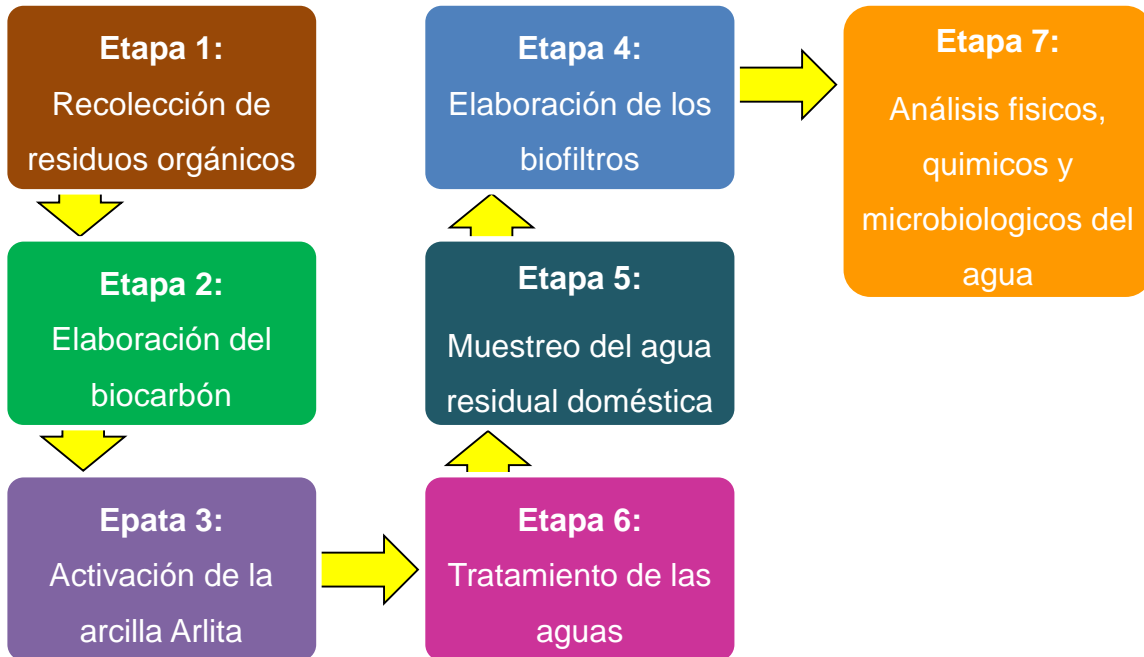 Etapa 1:
Recolección de
residuos orgánicos
Etapa 2:
Elaboración del
biocarbón
Epata 3:
Activación de la
arcilla Arlita
Etapa 4:
Elaboración de los
biofiltros
Etapa 5:
Muestreo del agua
residual doméstica
Etapa 6:
Tratamiento de las
aguas
Etapa 7:
Análisis fisicos,
quimicos y
microbiologicos del
agua